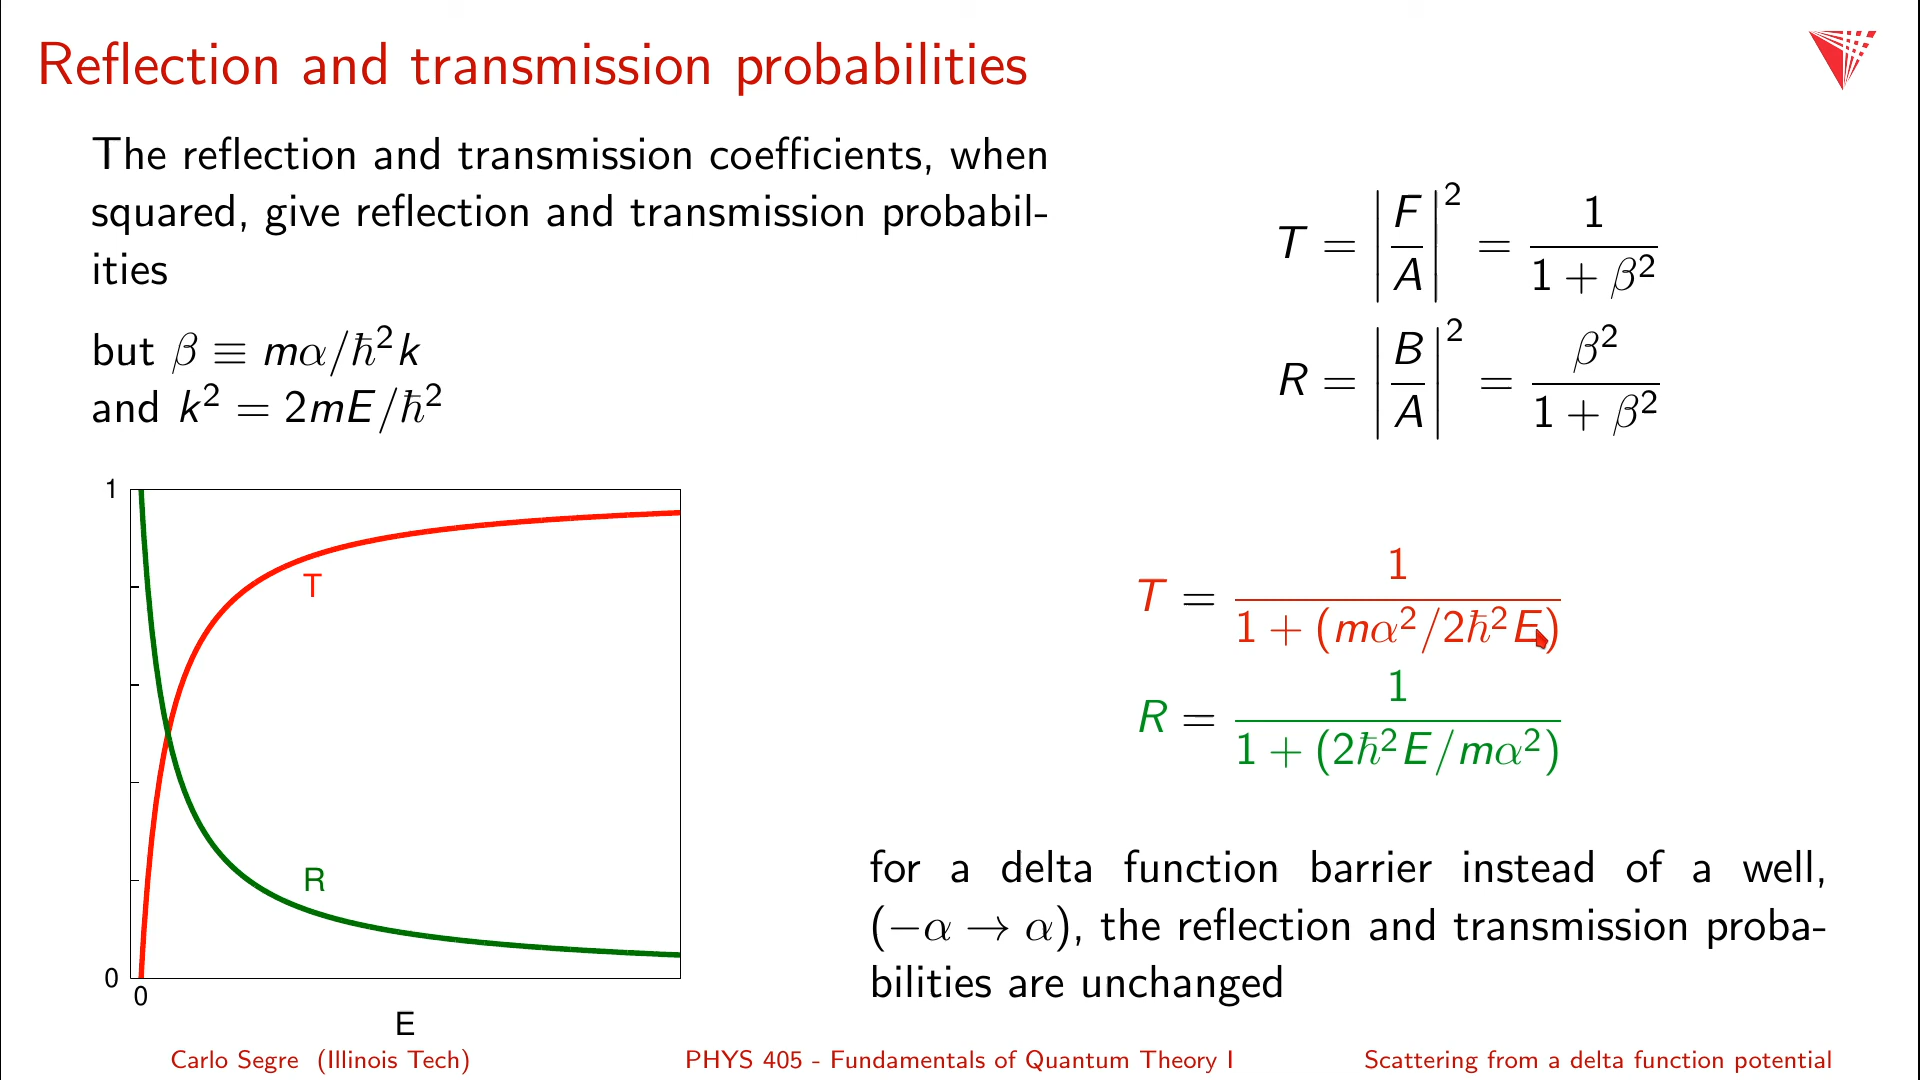 Reflection and transmission probabilities
The reflection and transmission coefficients, when
squared, give reflection and transmission probabil-
ities
but β ≡ mα/ħ²k
and k² = 2mE/ħ²
T = |F/A|² = 1/(1 + β²)
R = |B/A|² = β²/(1 + β²)
1
T
R
0
0
E
T = 1/(1 + (mα²/2ħ²E))
R = 1/(1 + (2ħ²E/mα²))
for a delta function barrier instead of a well,
(−α → α), the reflection and transmission proba-
bilities are unchanged
Carlo Segre (Illinois Tech)
PHYS 405 - Fundamentals of Quantum Theory I
Scattering from a delta function potential